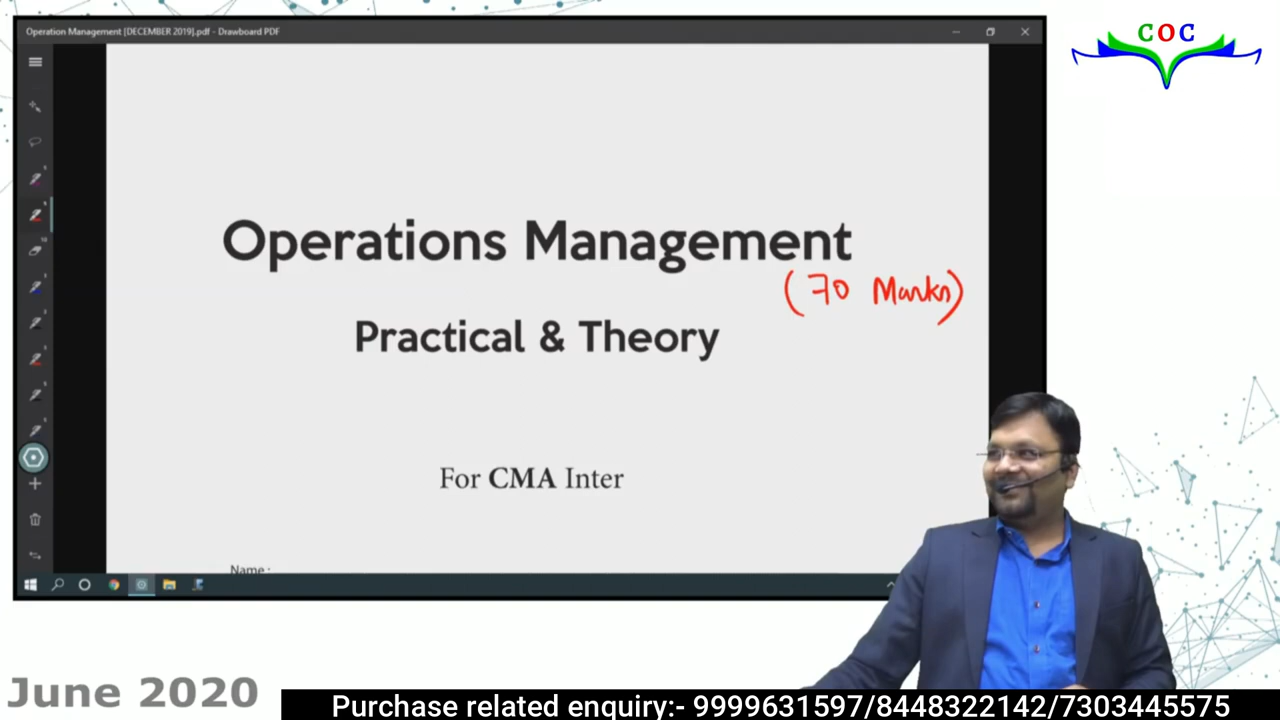 Operation Management [DECEMBER 2019].pdf - Drawboard PDF
COC
Operations Management
(70 Marks)
Practical & Theory
For CMA Inter
Name :
June 2020
Purchase related enquiry:- 9999631597/8448322142/7303445575